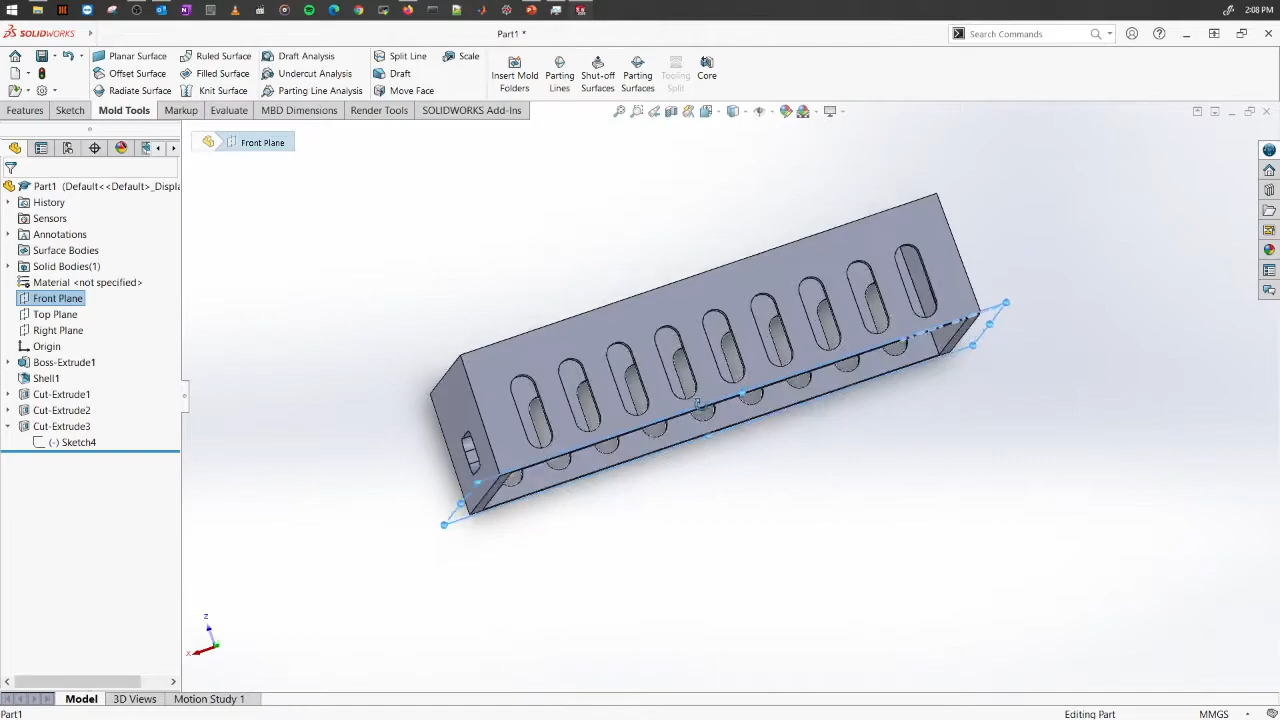 2:08 PM
SOLIDWORKS
Part1 *
Search Commands
Planar Surface
Ruled Surface
Draft Analysis
Split Line
Scale
Offset Surface
Filled Surface
Undercut Analysis
Draft
Radiate Surface
Knit Surface
Parting Line Analysis
Move Face
Insert Mold Folders
Parting Lines
Shut-off Surfaces
Parting Surfaces
Tooling Split
Core
Features
Sketch
Mold Tools
Markup
Evaluate
MBD Dimensions
Render Tools
SOLIDWORKS Add-Ins
Front Plane
Part1 (Default<<Default>_Displa
History
Sensors
Annotations
Surface Bodies
Solid Bodies(1)
Material <not specified>
Front Plane
Top Plane
Right Plane
Origin
Boss-Extrude1
Shell1
Cut-Extrude1
Cut-Extrude2
Cut-Extrude3
(-) Sketch4
z
x
Model
3D Views
Motion Study 1
Part1
Editing Part
MMGS